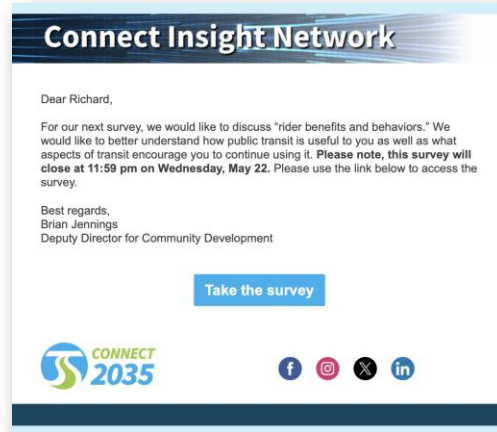 Connect Insight Network
Dear Richard,
For our next survey, we would like to discuss “rider benefits and behaviors.” We
would like to better understand how public transit is useful to you as well as what
aspects of transit encourage you to continue using it. Please note, this survey will
close at 11:59 pm on Wednesday, May 22. Please use the link below to access the
survey.
Best regards,
Brian Jennings
Deputy Director for Community Development
Take the survey
CONNECT
2035